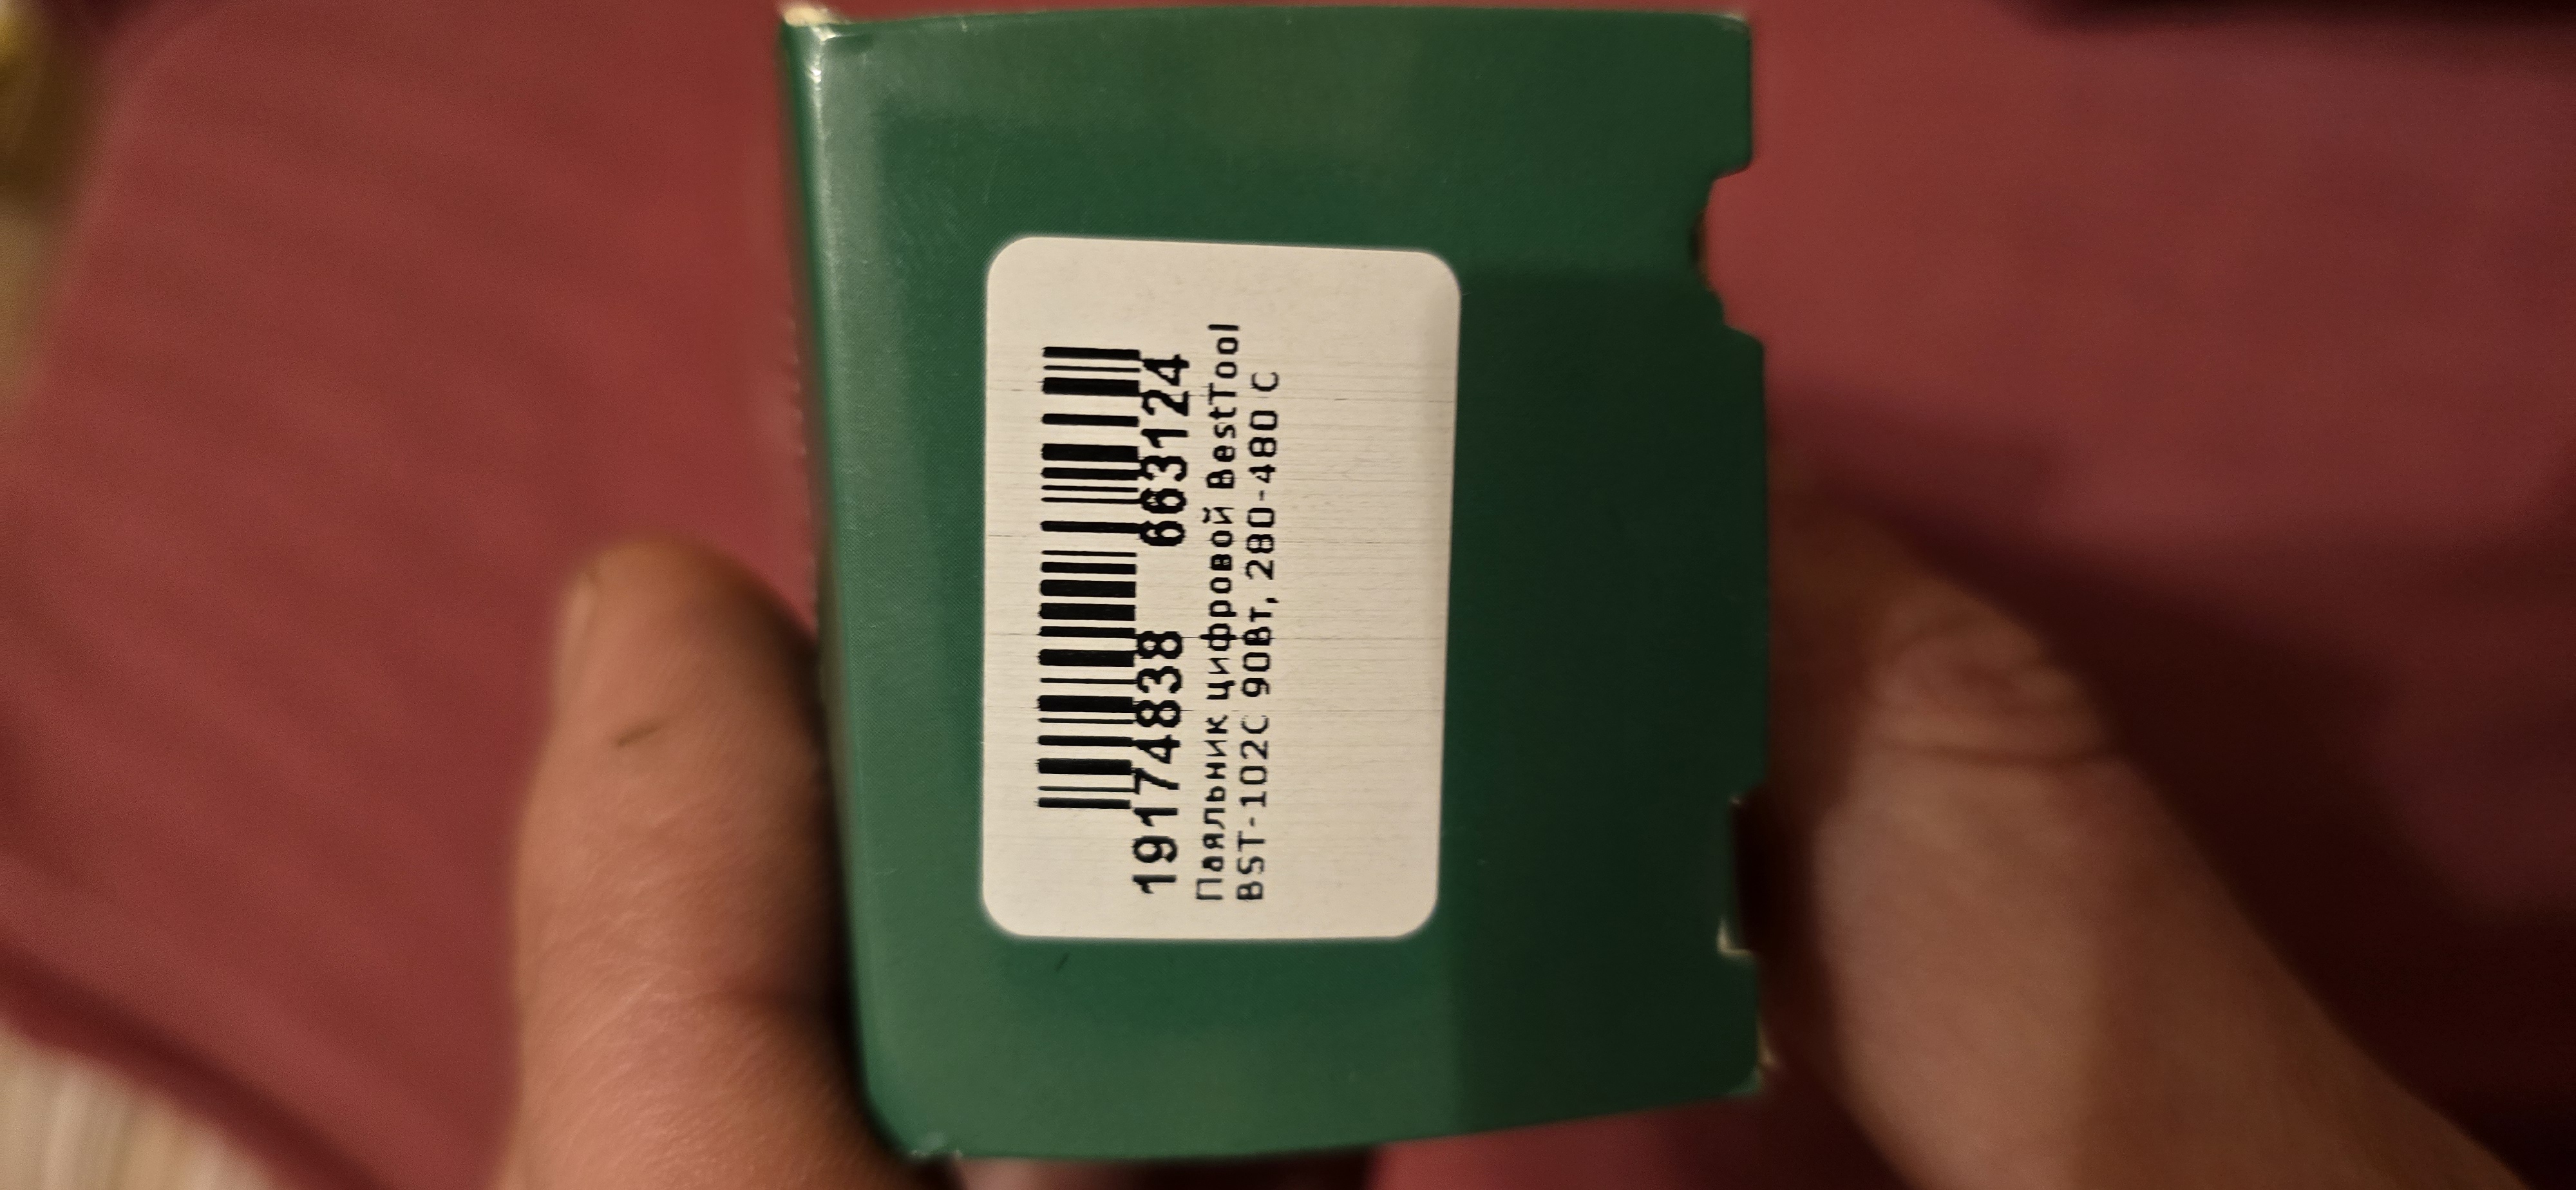 19174838 663124
Паяльник цифровой BestTool
BST-102C 90Вт, 280-480 C